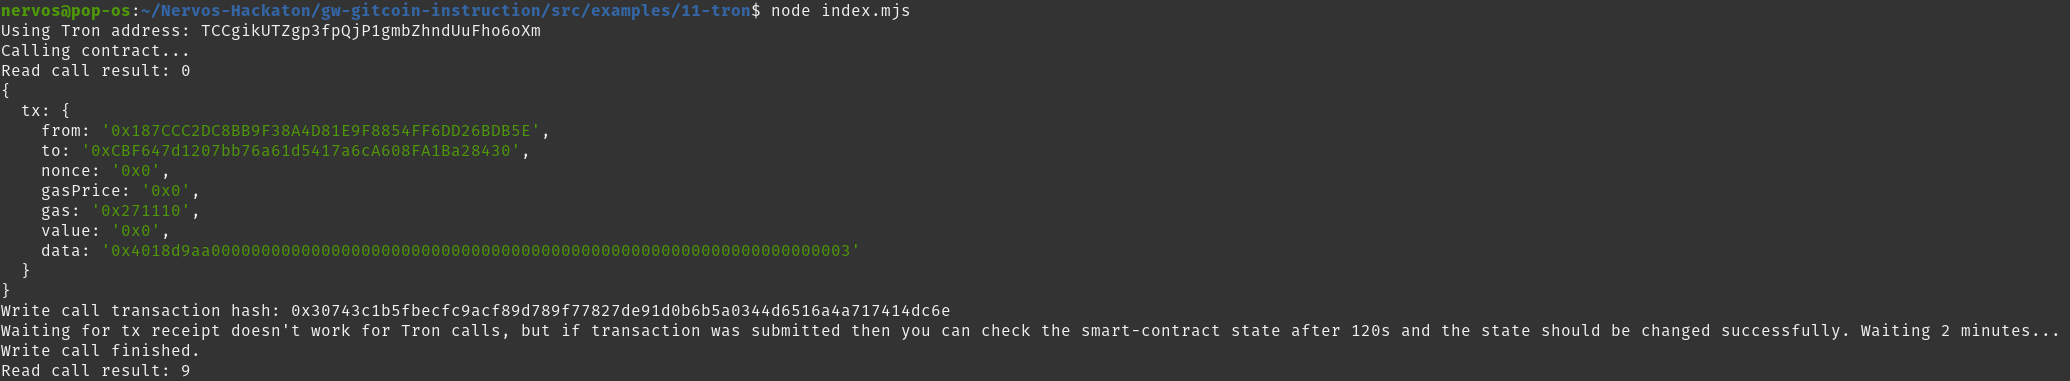 nervos@pop-os:~/Nervos-Hackaton/gw-gitcoin-instruction/src/examples/11-tron$ node index.mjs
Using Tron address: TCCgikUTZgp3fpQjP1gmbZhndUuFho6oXm
Calling contract...
Read call result: 0
{
  tx: {
    from: '0x187CCC2DC8BB9F38A4D81E9F8854FF6DD26BDB5E',
    to: '0xCBF647d1207bb76a61d5417a6cA608FA1Ba28430',
    nonce: '0x0',
    gasPrice: '0x0',
    gas: '0x271110',
    value: '0x0',
    data: '0x4018d9aa0000000000000000000000000000000000000000000000000000000000000003'
  }
}
Write call transaction hash: 0x30743c1b5fbecfc9acf89d789f77827de91d0b6b5a0344d6516a4a717414dc6e
Waiting for tx receipt doesn't work for Tron calls, but if transaction was submitted then you can check the smart-contract state after 120s and the state should be changed successfully. Waiting 2 minutes...
Write call finished.
Read call result: 9